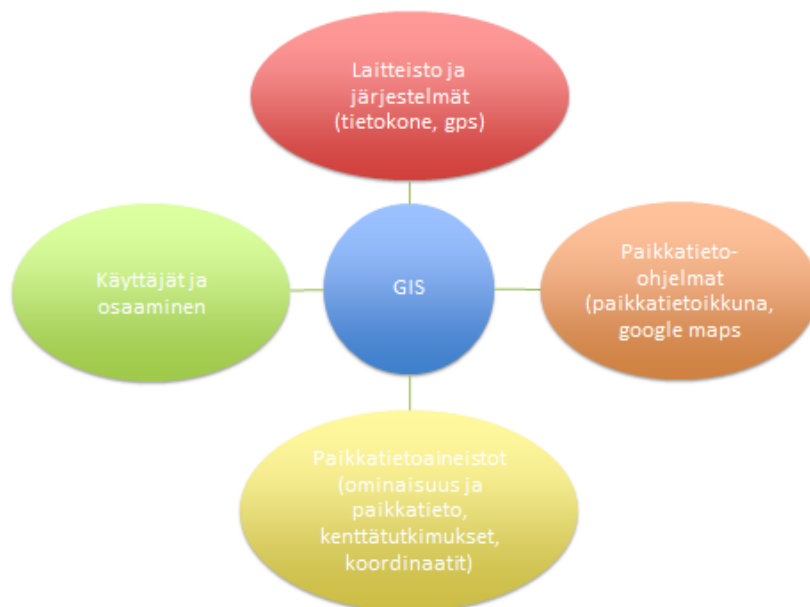 Laitteisto ja
järjestelmät
(tietokone, gps)
Käyttäjät ja
osaaminen
GIS
Paikkatieto-
ohjelmat
(paikkatietoikkuna,
google maps
Paikkatietoaineistot
(ominaisuus ja
paikkatieto,
kenttätutkimukset,
koordinaatit)